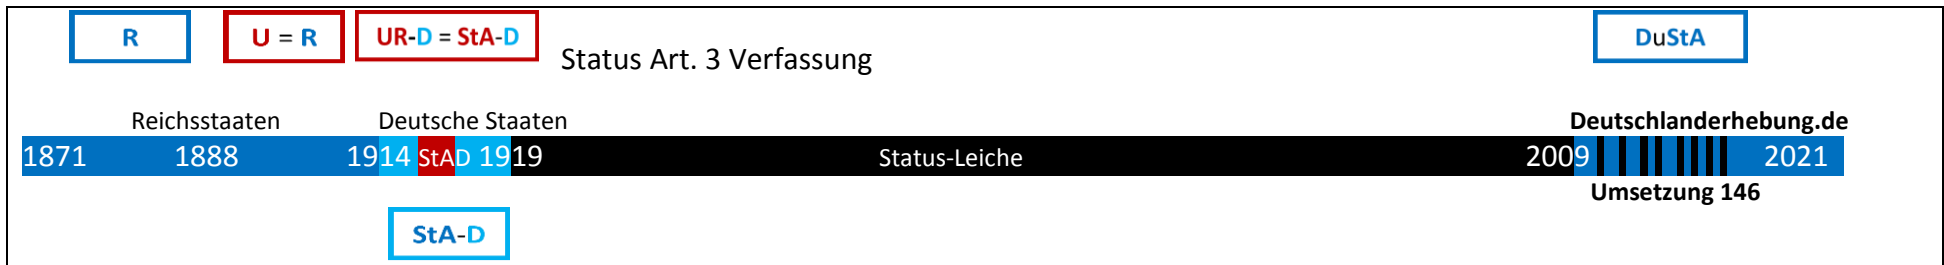 R U = R UR-D = StA-D DuStA
Status Art. 3 Verfassung
Reichsstaaten Deutsche Staaten Deutschlanderhebung.de
1871 1888 1914 StAD 1919 Status-Leiche 2009 2021
Umsetzung 146
StA-D